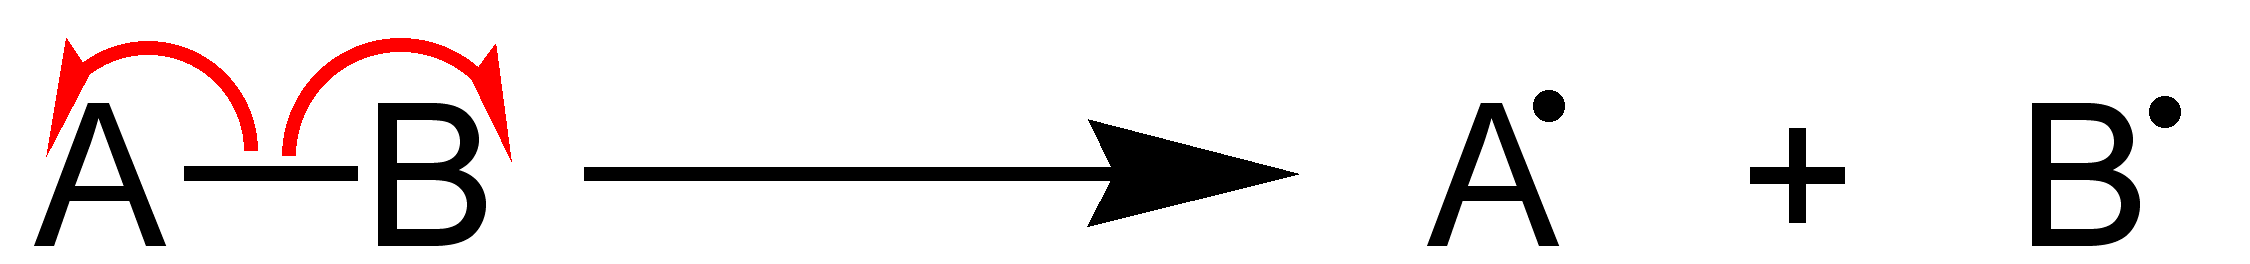 A—B → A• + B•